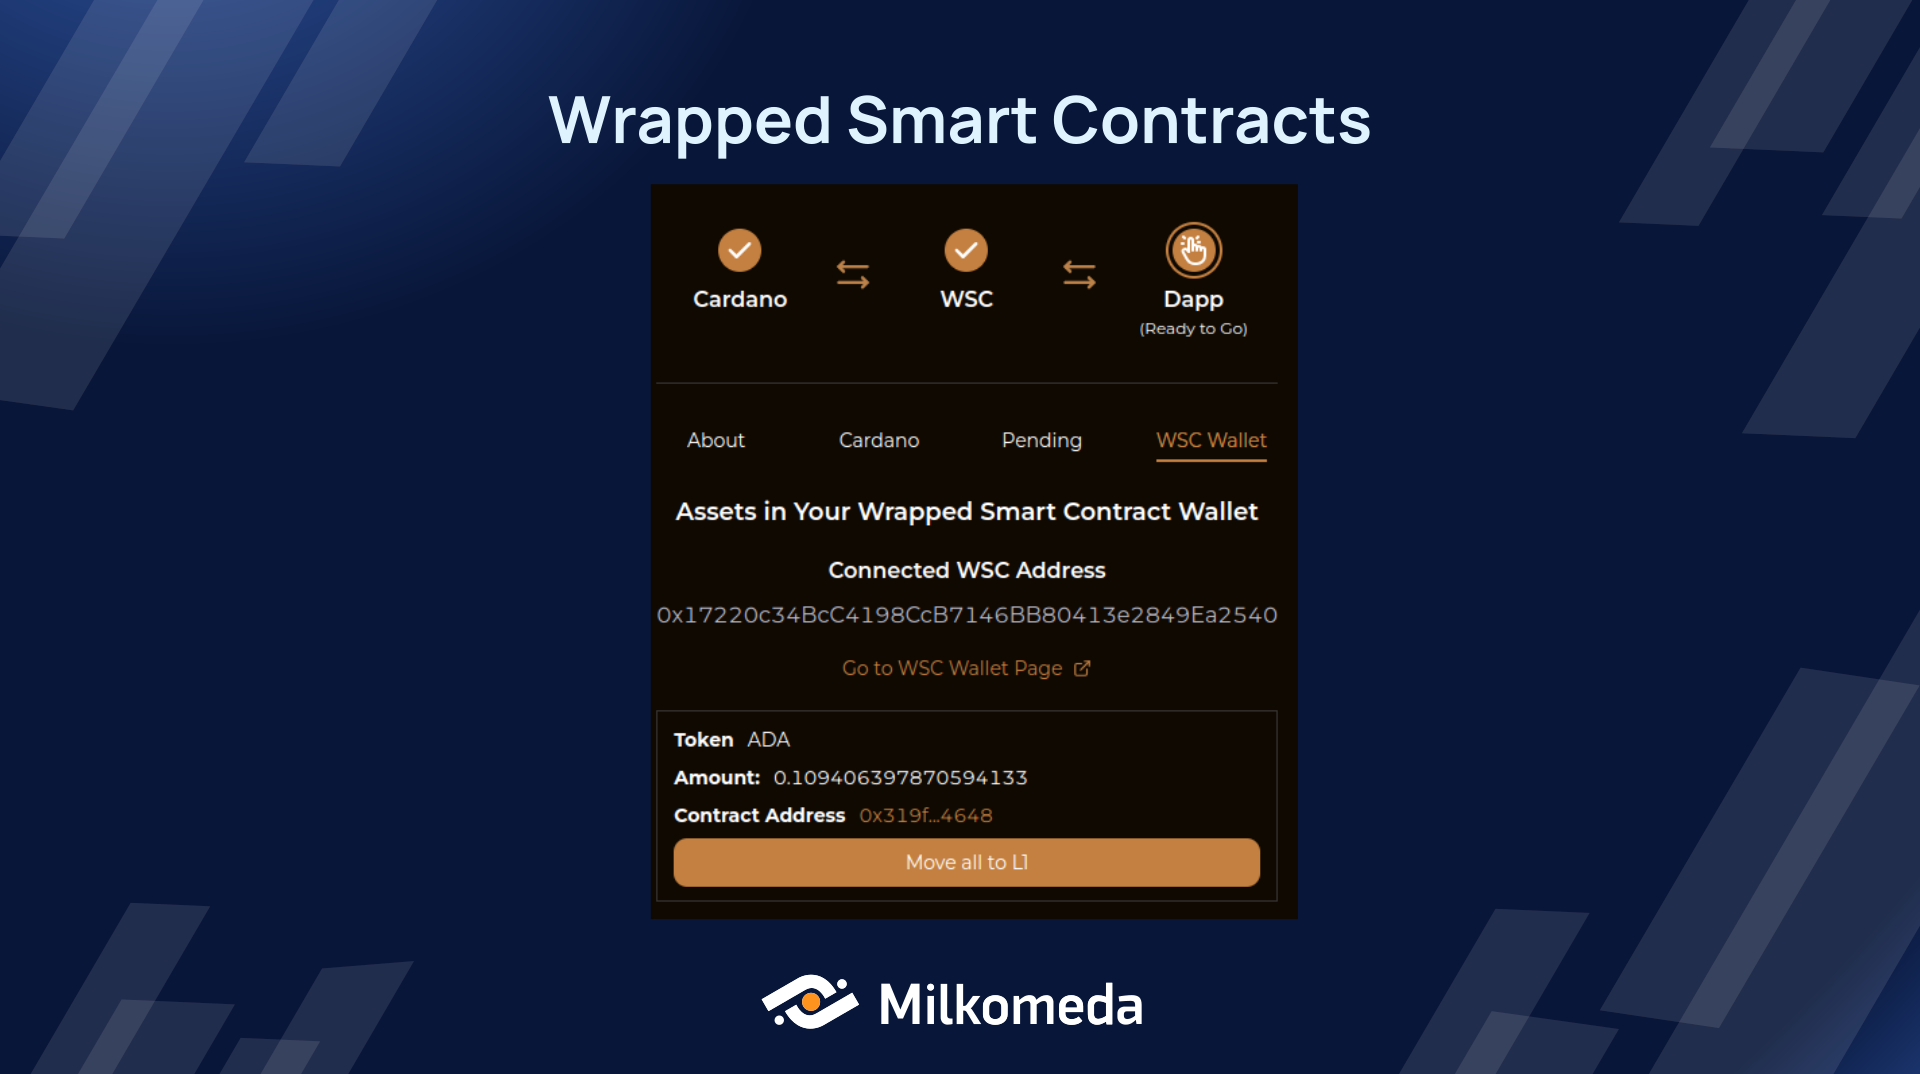 Wrapped Smart Contracts
Cardano
WSC
Dapp
(Ready to Go)
About Cardano Pending WSC Wallet
Assets in Your Wrapped Smart Contract Wallet
Connected WSC Address
0x17220c34BcC4198CcB7146BB80413e2849Ea2540
Go to WSC Wallet Page
Token ADA
Amount: 0.109406397870594133
Contract Address 0x319f...4648
Move all to L1
Milkomeda